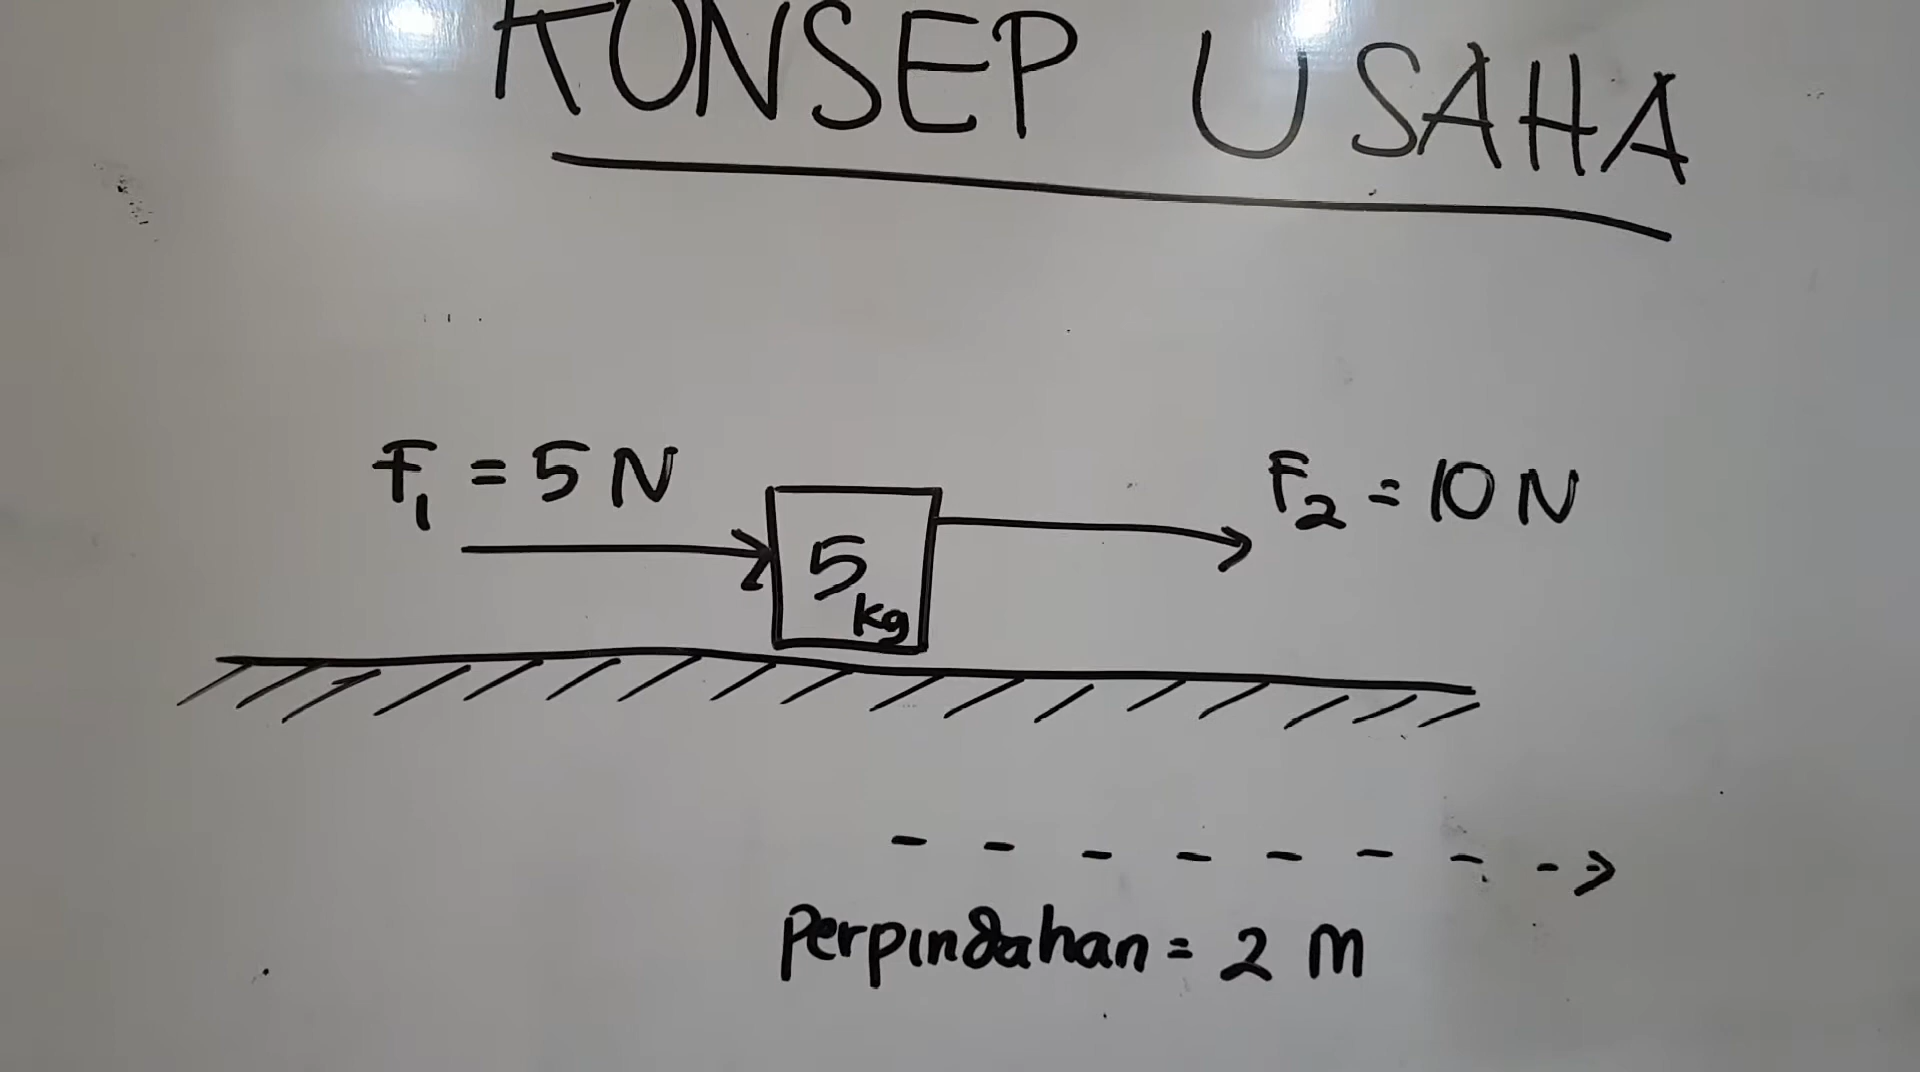 KONSEP USAHA
F₁ = 5 N
F₂ = 10 N
5 kg
Perpindahan = 2 m